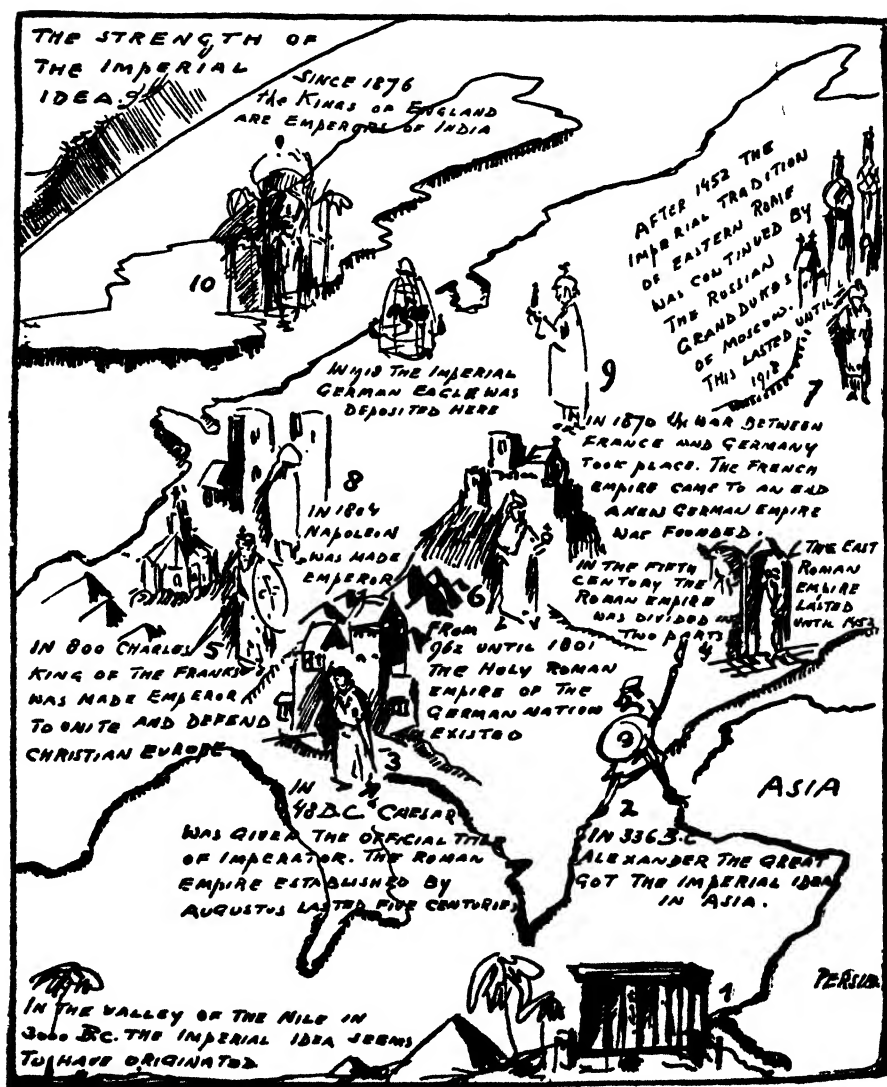 THE STRENGTH OF
THE IMPERIAL
IDEA.
SINCE 1876
the KINGS OF ENGLAND
ARE EMPERORS OF INDIA
10
AFTER 1452 THE
IMPERIAL TRADITION
OF EASTERN ROME
WAS CONTINUED BY
THE RUSSIAN
GRANDDUKES
OF MOSCOW.
THIS LASTED UNTIL
1918
7
IN 1918 THE IMPERIAL
GERMAN EAGLE WAS
DEPOSITED HERE
9
IN 1870 the WAR BETWEEN
FRANCE AND GERMANY
TOOK PLACE. THE FRENCH
EMPIRE CAME TO AN END
A NEW GERMAN EMPIRE
WAS FOUNDED.
8
IN 1804
NAPOLEON
WAS MADE
EMPEROR
IN THE FIFTH
CENTURY THE
ROMAN EMPIRE
WAS DIVIDED IN
TWO PARTS
4
THE EAST
ROMAN
EMPIRE
LASTED
UNTIL 1453
5
IN 800 CHARLES
KING OF THE FRANKS
WAS MADE EMPEROR
TO UNITE AND DEFEND
CHRISTIAN EUROPE
6
FROM
962 UNTIL 1801
THE HOLY ROMAN
EMPIRE OF THE
GERMAN NATION
EXISTED
3
IN
48 B.C. CAESAR
WAS GIVEN THE OFFICIAL TITLE
OF IMPERATOR. THE ROMAN
EMPIRE ESTABLISHED BY
AUGUSTUS LASTED FIVE CENTURIES
ASIA
2
IN 336 B.C
ALEXANDER THE GREAT
GOT THE IMPERIAL IDEA
IN ASIA.
PERSIA
1
IN THE VALLEY OF THE NILE IN
3000 B.C. THE IMPERIAL IDEA SEEMS
TO HAVE ORIGINATED